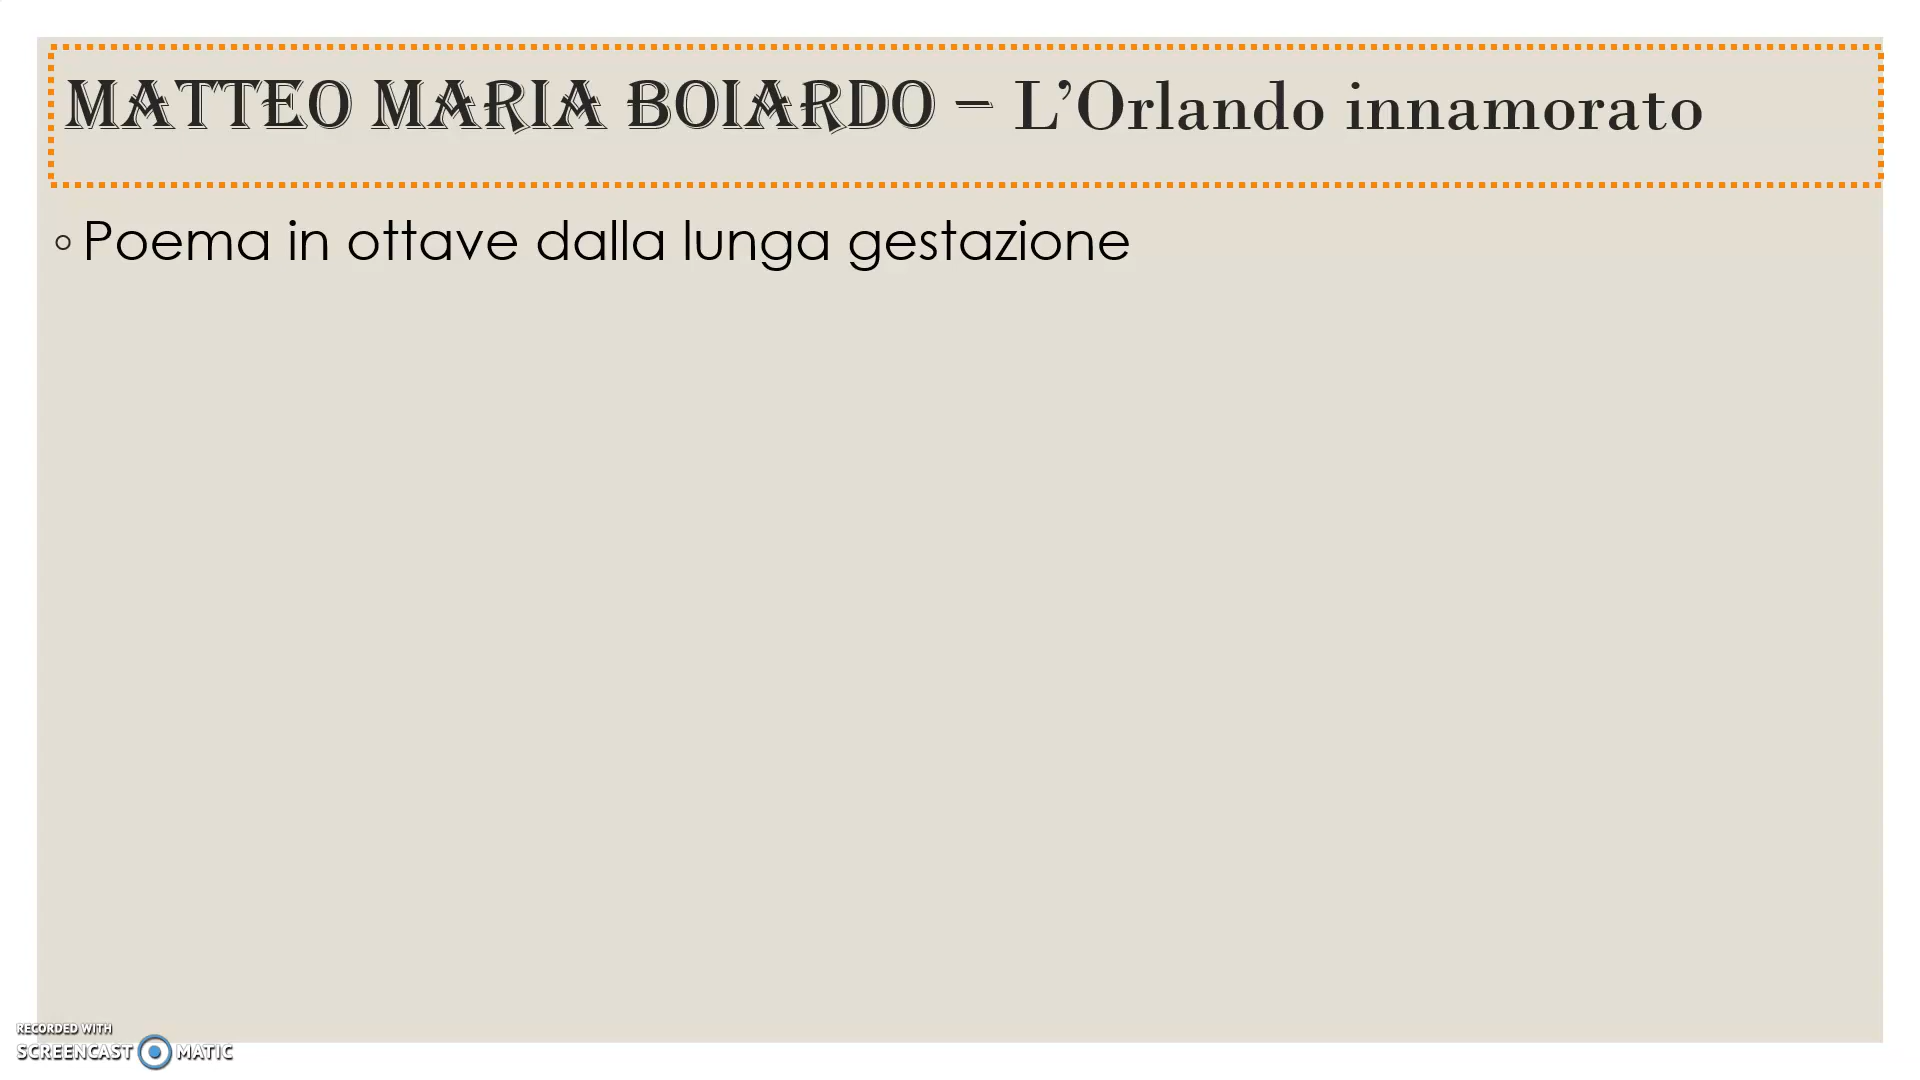 MATTEO MARIA BOIARDO – L’Orlando innamorato
◦ Poema in ottave dalla lunga gestazione
RECORDED WITH
SCREENCAST MATIC